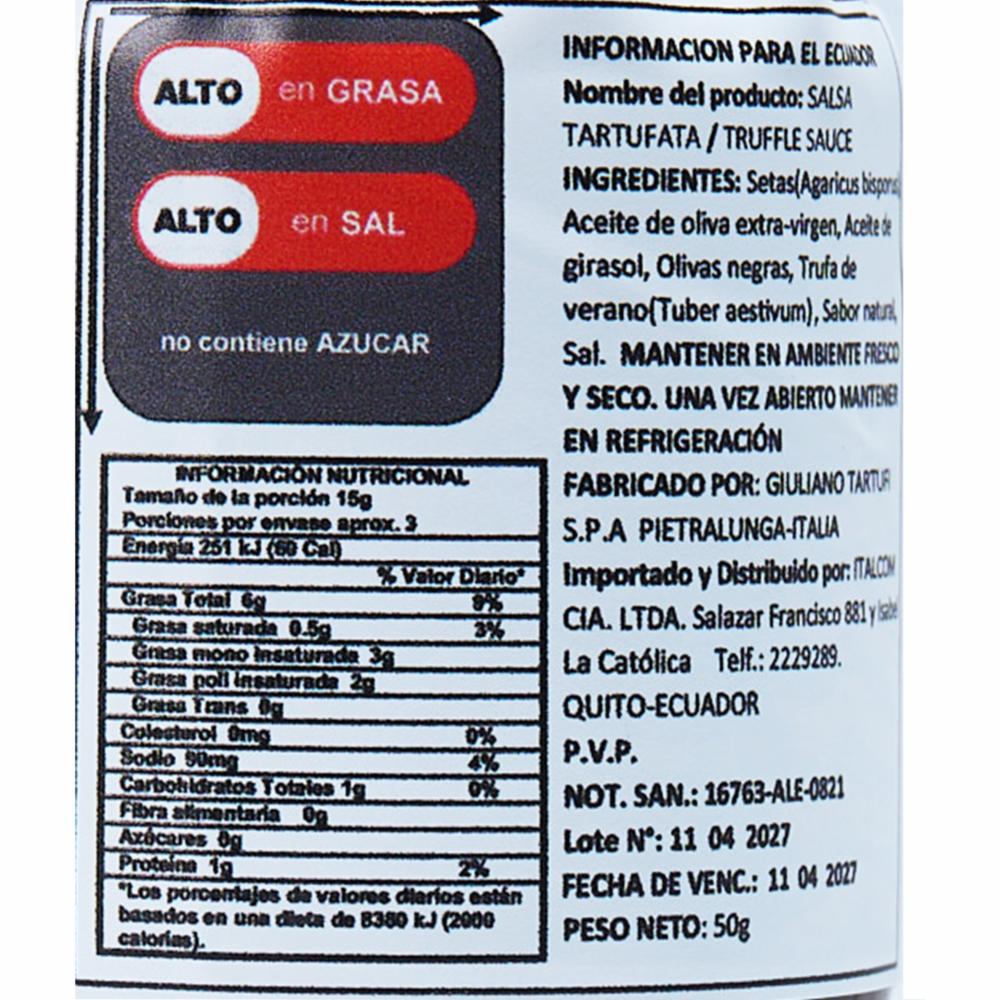 ALTO en GRASA
ALTO en SAL
no contiene AZUCAR
INFORMACIÓN NUTRICIONAL
Tamaño de la porción 15g
Porciones por envase aprox. 3
Energía 251 kJ (60 Cal)
% Valor Diario*
Grasa Total 6g 9%
Grasa saturada 0.5g 3%
Grasa mono insaturada 3g
Grasa poli insaturada 2g
Grasa Trans 0g
Colesterol 0mg 0%
Sodio 90mg 4%
Carbohidratos Totales 1g 0%
Fibra alimentaria 0g
Azúcares 0g
Proteína 1g 2%
*Los porcentajes de valores diarios están
basados en una dieta de 8380 kJ (2000
calorías).
INFORMACION PARA EL ECUADOR
Nombre del producto: SALSA
TARTUFATA / TRUFFLE SAUCE
INGREDIENTES: Setas(Agaricus bisporus)
Aceite de oliva extra-virgen, Aceite de
girasol, Olivas negras, Trufa de
verano(Tuber aestivum), Sabor natural,
Sal. MANTENER EN AMBIENTE FRESCO
Y SECO. UNA VEZ ABIERTO MANTENER
EN REFRIGERACIÓN
FABRICADO POR: GIULIANO TARTUFI
S.P.A PIETRALUNGA-ITALIA
Importado y Distribuido por: ITALCOM
CIA. LTDA. Salazar Francisco 881 y Isabel
La Católica Telf.: 2229289.
QUITO-ECUADOR
P.V.P.
NOT. SAN.: 16763-ALE-0821
Lote N°: 11 04 2027
FECHA DE VENC.: 11 04 2027
PESO NETO: 50g